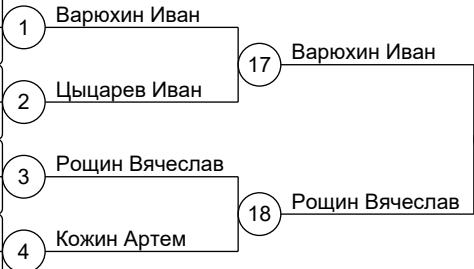 1 Варюхин Иван
17 Варюхин Иван
2 Цыцарев Иван
3 Рощин Вячеслав
18 Рощин Вячеслав
4 Кожин Артем